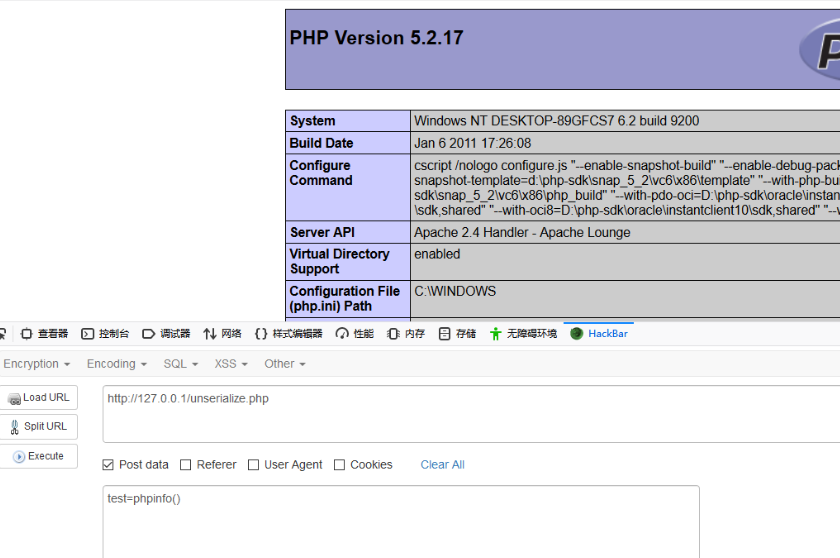 PHP Version 5.2.17
System Windows NT DESKTOP-89GFCS7 6.2 build 9200
Build Date Jan 6 2011 17:26:08
Configure Command cscript /nologo configure.js "--enable-snapshot-build" "--enable-debug-pack
snapshot-template=d:\php-sdk\snap_5_2\vc6\x86\template" "--with-php-bui
sdk\snap_5_2\vc6\x86\php_build" "--with-pdo-oci=D:\php-sdk\oracle\instan
\sdk,shared" "--with-oci8=D:\php-sdk\oracle\instantclient10\sdk,shared" "--w
Server API Apache 2.4 Handler - Apache Lounge
Virtual Directory Support enabled
Configuration File (php.ini) Path C:\WINDOWS
查看器 控制台 调试器 网络 样式编辑器 性能 内存 存储 无障碍环境 HackBar
Encryption Encoding SQL XSS Other
Load URL http://127.0.0.1/unserialize.php
Split URL
Execute
Post data Referer User Agent Cookies Clear All
test=phpinfo()